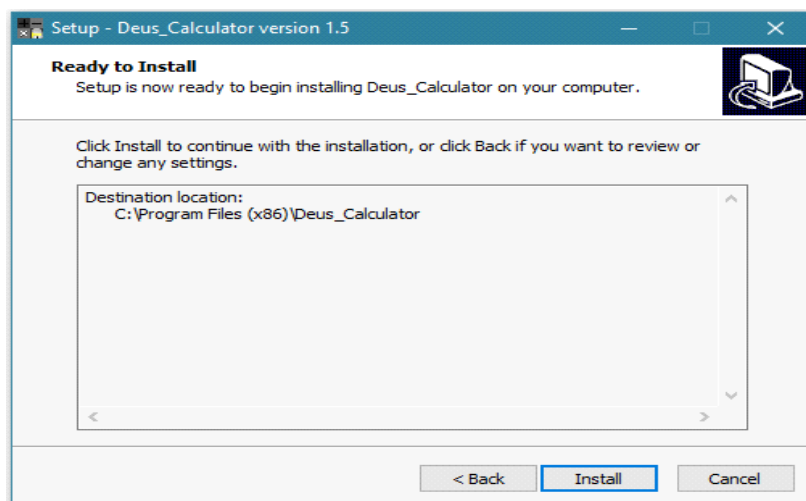 Setup - Deus_Calculator version 1.5
Ready to Install
Setup is now ready to begin installing Deus_Calculator on your computer.
Click Install to continue with the installation, or click Back if you want to review or
change any settings.
Destination location:
C:\Program Files (x86)\Deus_Calculator
< Back
Install
Cancel